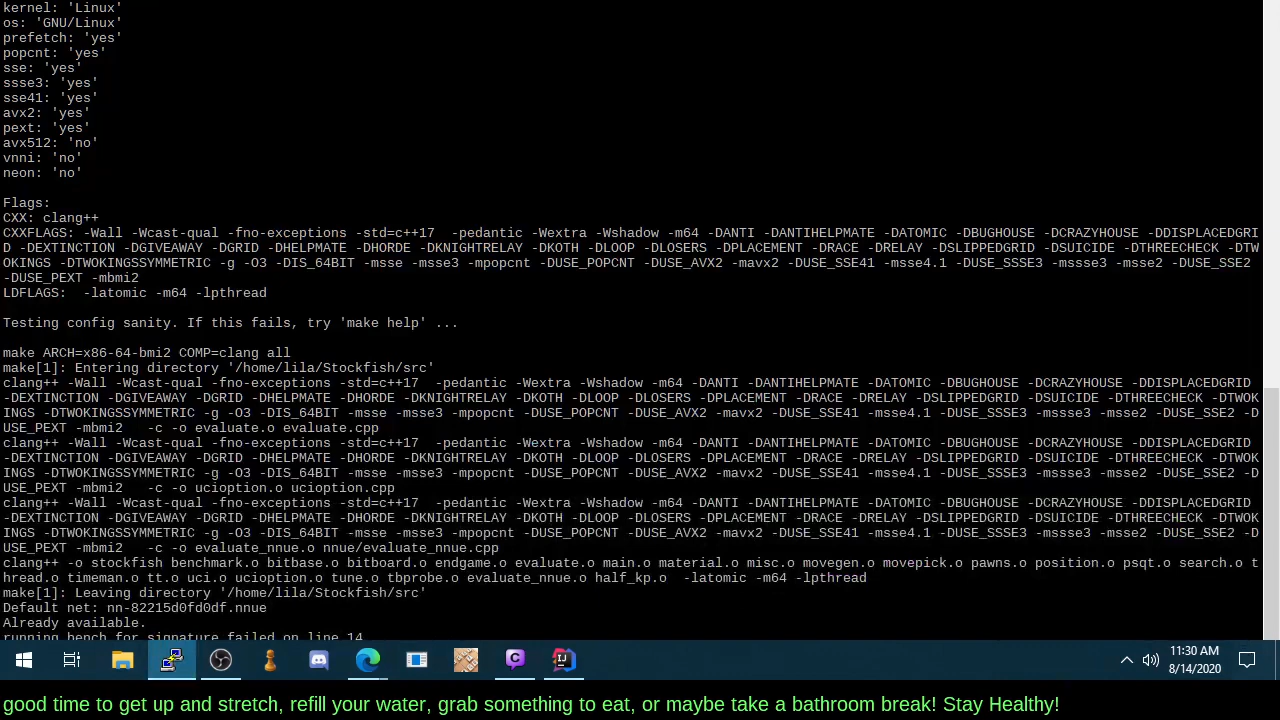 kernel: 'Linux'
os: 'GNU/Linux'
prefetch: 'yes'
popcnt: 'yes'
sse: 'yes'
ssse3: 'yes'
sse41: 'yes'
avx2: 'yes'
pext: 'yes'
avx512: 'no'
vnni: 'no'
neon: 'no'
Flags:
CXX: clang++
CXXFLAGS: -Wall -Wcast-qual -fno-exceptions -std=c++17  -pedantic -Wextra -Wshadow -m64 -DANTI -DANTIHELPMATE -DATOMIC -DBUGHOUSE -DCRAZYHOUSE -DDISPLACEDGRI
D -DEXTINCTION -DGIVEAWAY -DGRID -DHELPMATE -DHORDE -DKNIGHTRELAY -DKOTH -DLOOP -DLOSERS -DPLACEMENT -DRACE -DRELAY -DSLIPPEDGRID -DSUICIDE -DTHREECHECK -DTW
OKINGS -DTWOKINGSSYMMETRIC -g -O3 -DIS_64BIT -msse -msse3 -mpopcnt -DUSE_POPCNT -DUSE_AVX2 -mavx2 -DUSE_SSE41 -msse4.1 -DUSE_SSSE3 -mssse3 -msse2 -DUSE_SSE2
-DUSE_PEXT -mbmi2
LDFLAGS:  -latomic -m64 -lpthread
Testing config sanity. If this fails, try 'make help' ...
make ARCH=x86-64-bmi2 COMP=clang all
make[1]: Entering directory '/home/lila/Stockfish/src'
clang++ -Wall -Wcast-qual -fno-exceptions -std=c++17  -pedantic -Wextra -Wshadow -m64 -DANTI -DANTIHELPMATE -DATOMIC -DBUGHOUSE -DCRAZYHOUSE -DDISPLACEDGRID
-DEXTINCTION -DGIVEAWAY -DGRID -DHELPMATE -DHORDE -DKNIGHTRELAY -DKOTH -DLOOP -DLOSERS -DPLACEMENT -DRACE -DRELAY -DSLIPPEDGRID -DSUICIDE -DTHREECHECK -DTWOK
INGS -DTWOKINGSSYMMETRIC -g -O3 -DIS_64BIT -msse -msse3 -mpopcnt -DUSE_POPCNT -DUSE_AVX2 -mavx2 -DUSE_SSE41 -msse4.1 -DUSE_SSSE3 -mssse3 -msse2 -DUSE_SSE2 -D
USE_PEXT -mbmi2   -c -o evaluate.o evaluate.cpp
clang++ -Wall -Wcast-qual -fno-exceptions -std=c++17  -pedantic -Wextra -Wshadow -m64 -DANTI -DANTIHELPMATE -DATOMIC -DBUGHOUSE -DCRAZYHOUSE -DDISPLACEDGRID
-DEXTINCTION -DGIVEAWAY -DGRID -DHELPMATE -DHORDE -DKNIGHTRELAY -DKOTH -DLOOP -DLOSERS -DPLACEMENT -DRACE -DRELAY -DSLIPPEDGRID -DSUICIDE -DTHREECHECK -DTWOK
INGS -DTWOKINGSSYMMETRIC -g -O3 -DIS_64BIT -msse -msse3 -mpopcnt -DUSE_POPCNT -DUSE_AVX2 -mavx2 -DUSE_SSE41 -msse4.1 -DUSE_SSSE3 -mssse3 -msse2 -DUSE_SSE2 -D
USE_PEXT -mbmi2   -c -o ucioption.o ucioption.cpp
clang++ -Wall -Wcast-qual -fno-exceptions -std=c++17  -pedantic -Wextra -Wshadow -m64 -DANTI -DANTIHELPMATE -DATOMIC -DBUGHOUSE -DCRAZYHOUSE -DDISPLACEDGRID
-DEXTINCTION -DGIVEAWAY -DGRID -DHELPMATE -DHORDE -DKNIGHTRELAY -DKOTH -DLOOP -DLOSERS -DPLACEMENT -DRACE -DRELAY -DSLIPPEDGRID -DSUICIDE -DTHREECHECK -DTWOK
INGS -DTWOKINGSSYMMETRIC -g -O3 -DIS_64BIT -msse -msse3 -mpopcnt -DUSE_POPCNT -DUSE_AVX2 -mavx2 -DUSE_SSE41 -msse4.1 -DUSE_SSSE3 -mssse3 -msse2 -DUSE_SSE2 -D
USE_PEXT -mbmi2   -c -o evaluate_nnue.o nnue/evaluate_nnue.cpp
clang++ -o stockfish benchmark.o bitbase.o bitboard.o endgame.o evaluate.o main.o material.o misc.o movegen.o movepick.o pawns.o position.o psqt.o search.o t
hread.o timeman.o tt.o uci.o ucioption.o tune.o tbprobe.o evaluate_nnue.o half_kp.o  -latomic -m64 -lpthread
make[1]: Leaving directory '/home/lila/Stockfish/src'
Default net: nn-82215d0fd0df.nnue
Already available.
running bench for signature failed on line 14
11:30 AM
8/14/2020
good time to get up and stretch, refill your water, grab something to eat, or maybe take a bathroom break! Stay Healthy!